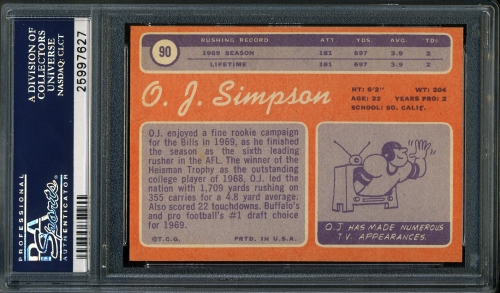 A DIVISION OF
COLLECTORS
UNIVERSE
NASDAQ: CLCT
25997627
PROFESSIONAL
PSA
Sports
AUTHENTICATOR
90
RUSHING RECORD ATT. YDS. AVG. TDS
1969 SEASON 181 697 3.9 2
LIFETIME 181 697 3.9 2
O. J. Simpson
HT: 6'2" WT: 204
AGE: 22 YEARS PRO: 2
SCHOOL: SO. CALIF.
O.J. enjoyed a fine rookie campaign
for the Bills in 1969, as he finished
the season as the sixth leading
rusher in the AFL. The winner of the
Heisman Trophy as the outstanding
college player of 1968, O.J. led the
nation with 1,709 yards rushing on
355 carries for a 4.8 yard average.
Also scored 22 touchdowns. Buffalo's
and pro football's #1 draft choice
for 1969.
©T.C.G. PRTD. IN U.S.A.
O.J. HAS MADE NUMEROUS
T.V. APPEARANCES.